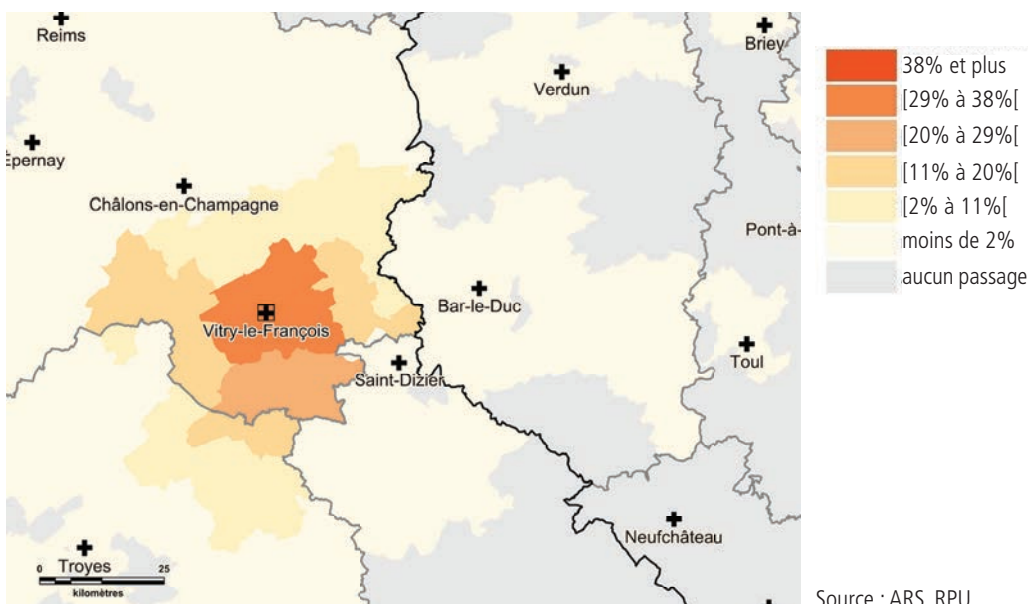 Reims
Briey
Verdun
Épernay
Châlons-en-Champagne
Pont-à-
Bar-le-Duc
Vitry-le-François
Toul
Saint-Dizier
Neufchâteau
Troyes
0 25
kilomètres
38% et plus
[29% à 38%[
[20% à 29%[
[11% à 20%[
[2% à 11%[
moins de 2%
aucun passage
Source : ARS, RPU